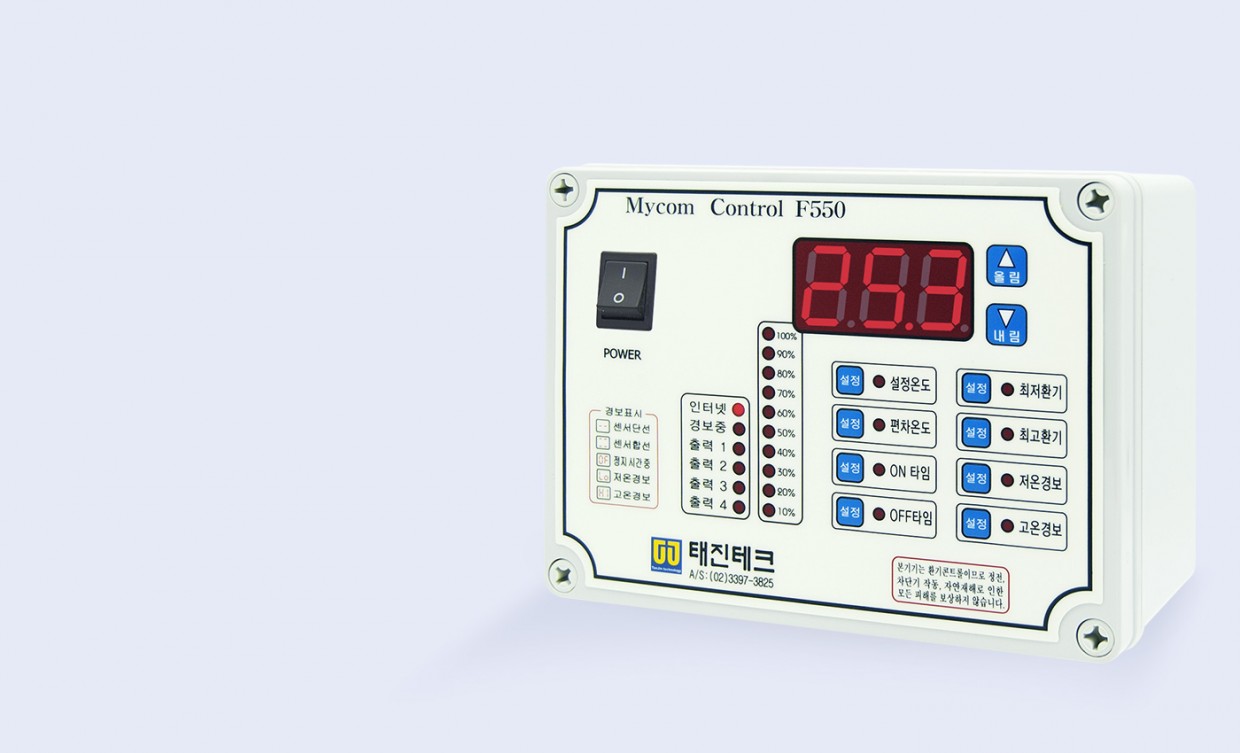 Mycom Control F550
25.3
올림
내림
POWER
100%
90%
80%
70%
60%
50%
40%
30%
20%
10%
인터넷
경보중
출력 1
출력 2
출력 3
출력 4
경보표시
센서단선
센서합선
OF 정지시간중
Lo 저온경보
HI 고온경보
설정 설정온도
설정 편차온도
설정 ON 타임
설정 OFF타임
설정 최저환기
설정 최고환기
설정 저온경보
설정 고온경보
태진테크
A/S:(02)3397-3825
본기기는 환기콘트롤이므로 정전,
차단기 작동, 자연재해로 인한
모든 피해를 보상하지 않습니다.